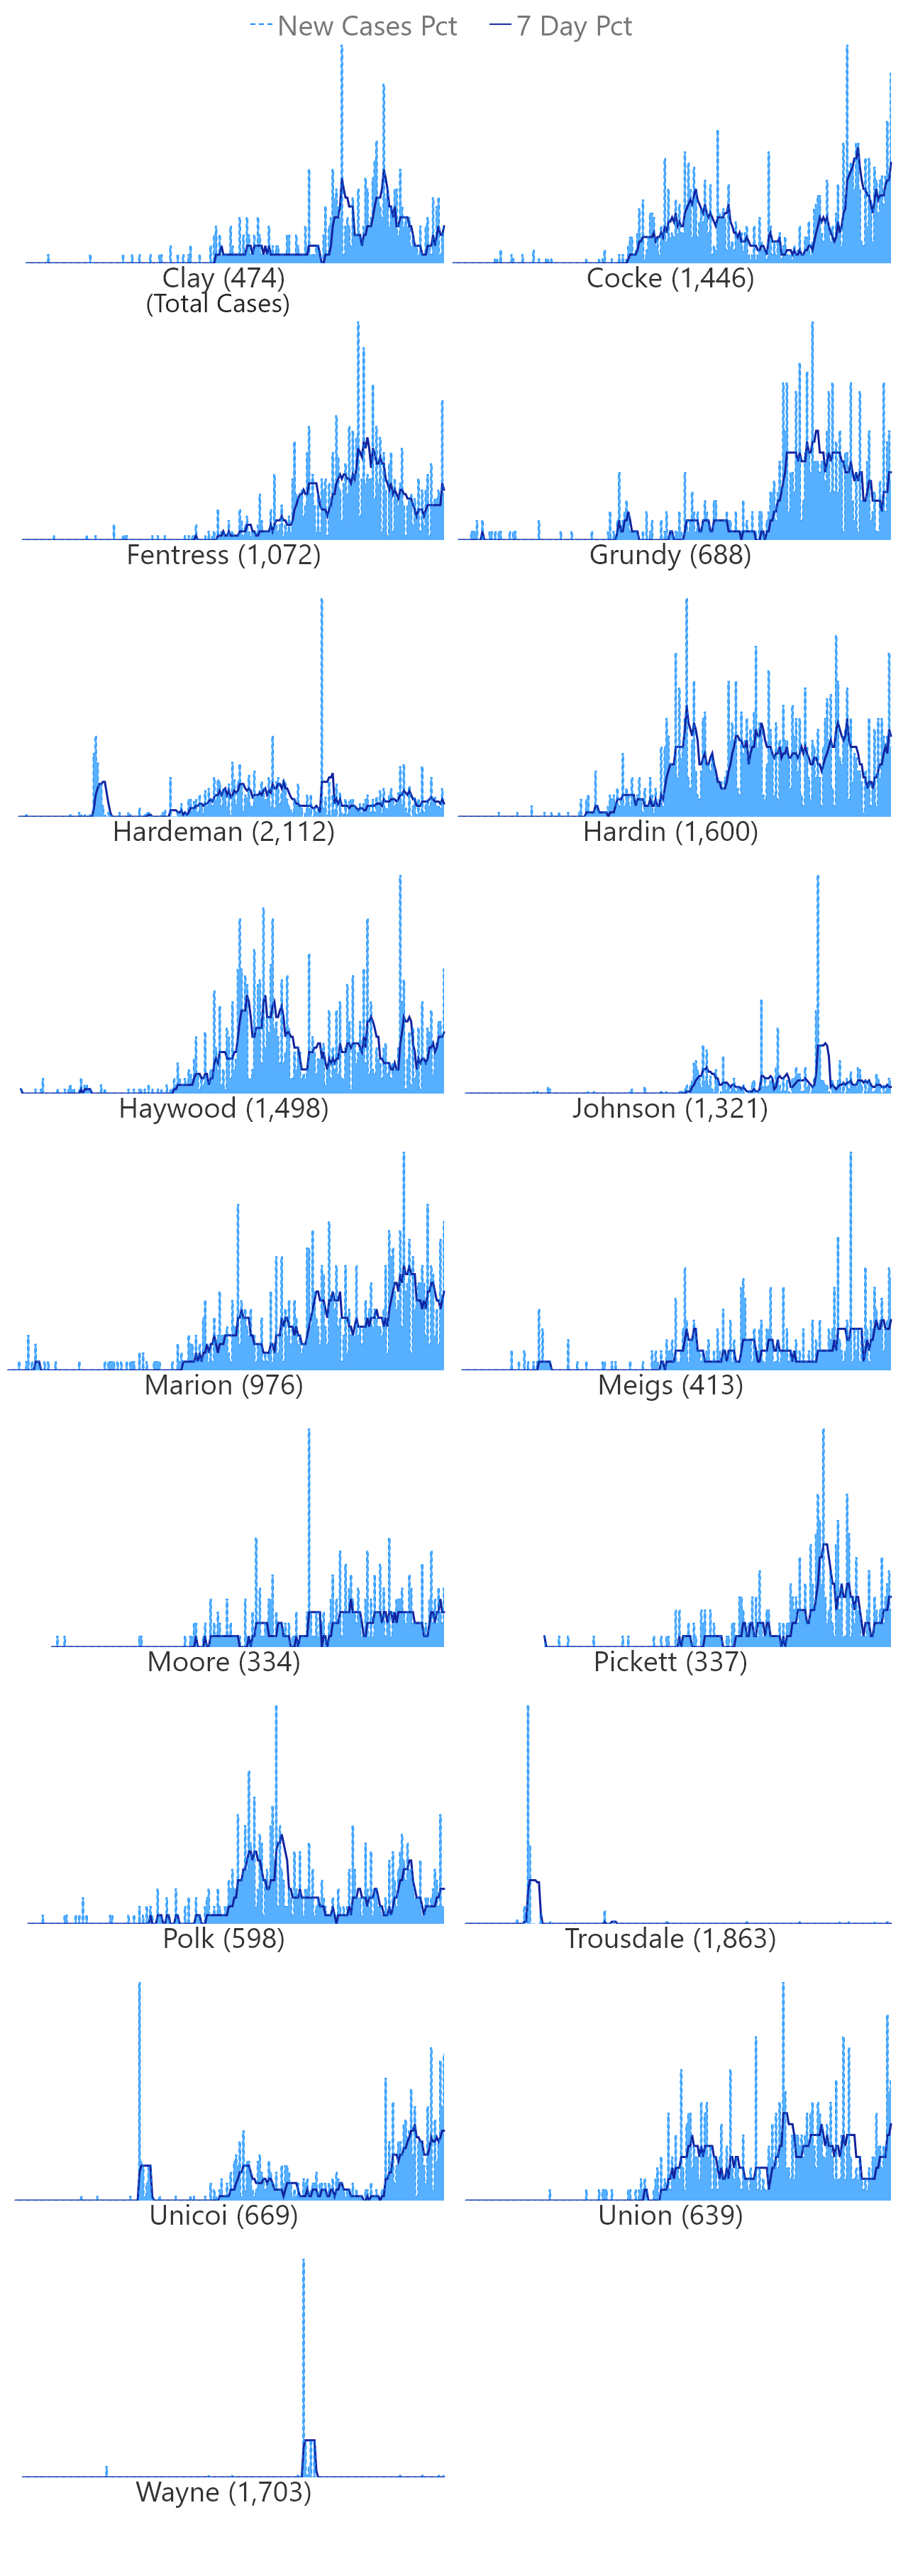 New Cases Pct 7 Day Pct
Clay (474) Cocke (1,446)
(Total Cases)
Fentress (1,072) Grundy (688)
Hardeman (2,112) Hardin (1,600)
Haywood (1,498) Johnson (1,321)
Marion (976) Meigs (413)
Moore (334) Pickett (337)
Polk (598) Trousdale (1,863)
Unicoi (669) Union (639)
Wayne (1,703)